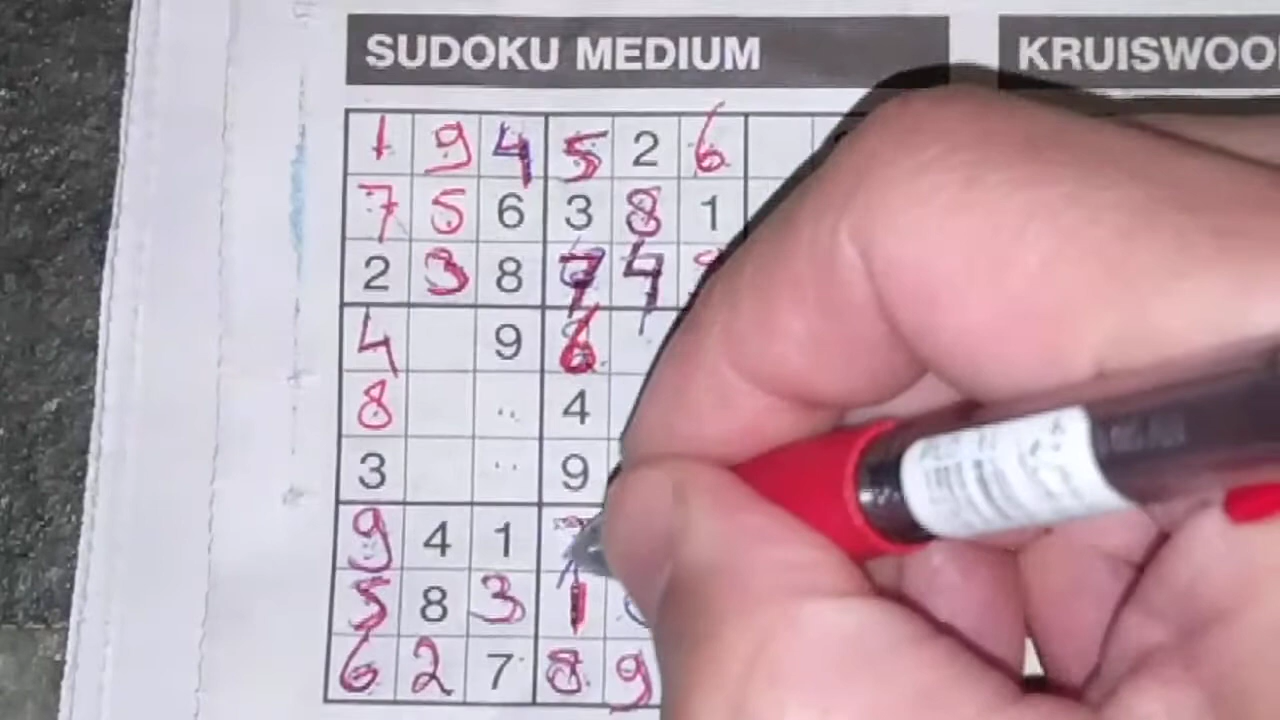 SUDOKU MEDIUM
KRUISWOO
1 9 4 5 2 6
7 5 6 3 8 1
2 3 8 7 4
4 9 6
8 4
3 9
9 4 1
5 8 3 1
6 2 7 8 9